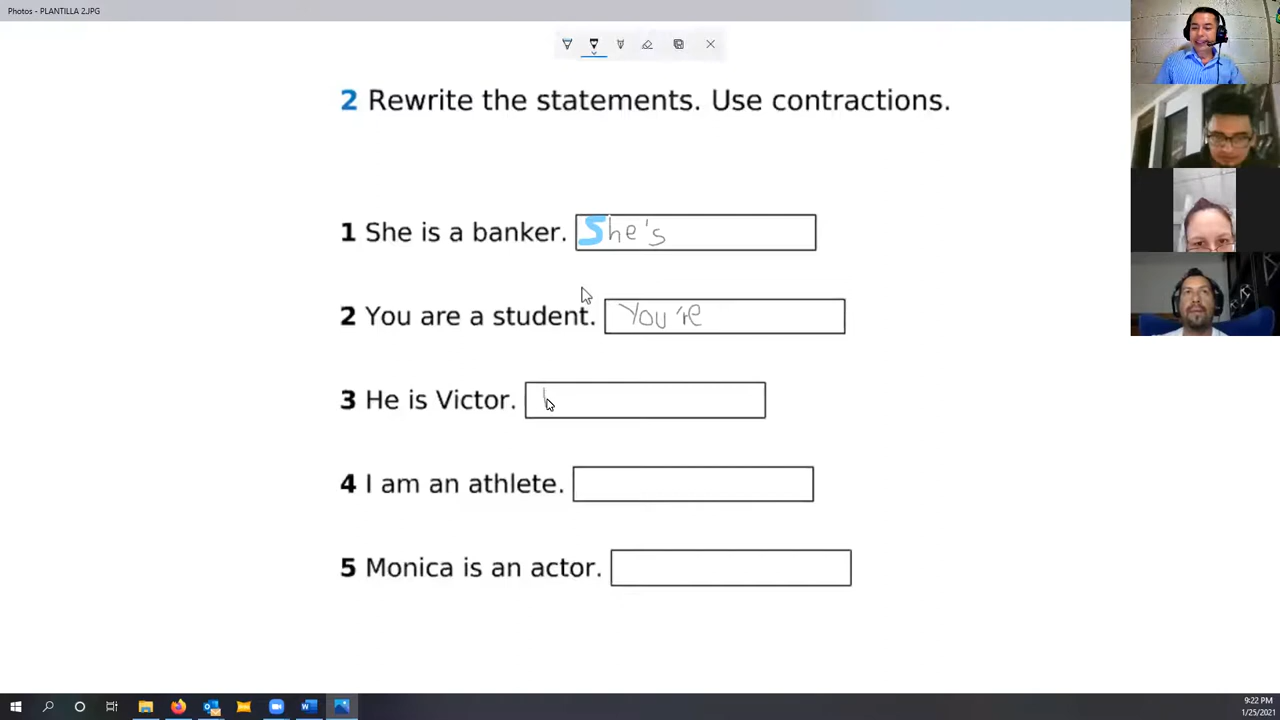 Photos - PLANTILLA 2.JPG
2 Rewrite the statements. Use contractions.
1 She is a banker. She's
2 You are a student. You're
3 He is Victor.
4 I am an athlete.
5 Monica is an actor.
9:22 PM
1/25/2021